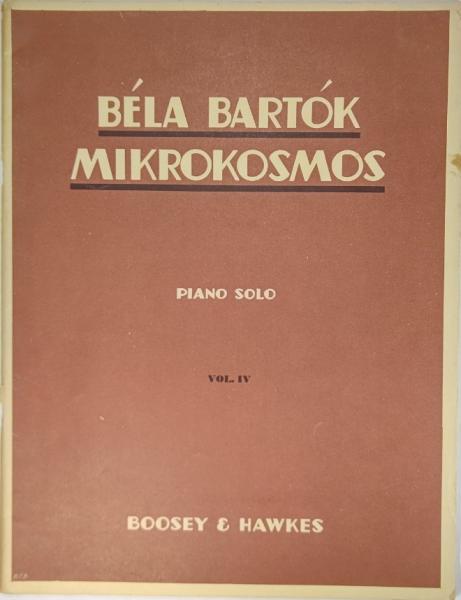 BÉLA BARTÓK
MIKROKOSMOS
PIANO SOLO
VOL. IV
BOOSEY & HAWKES